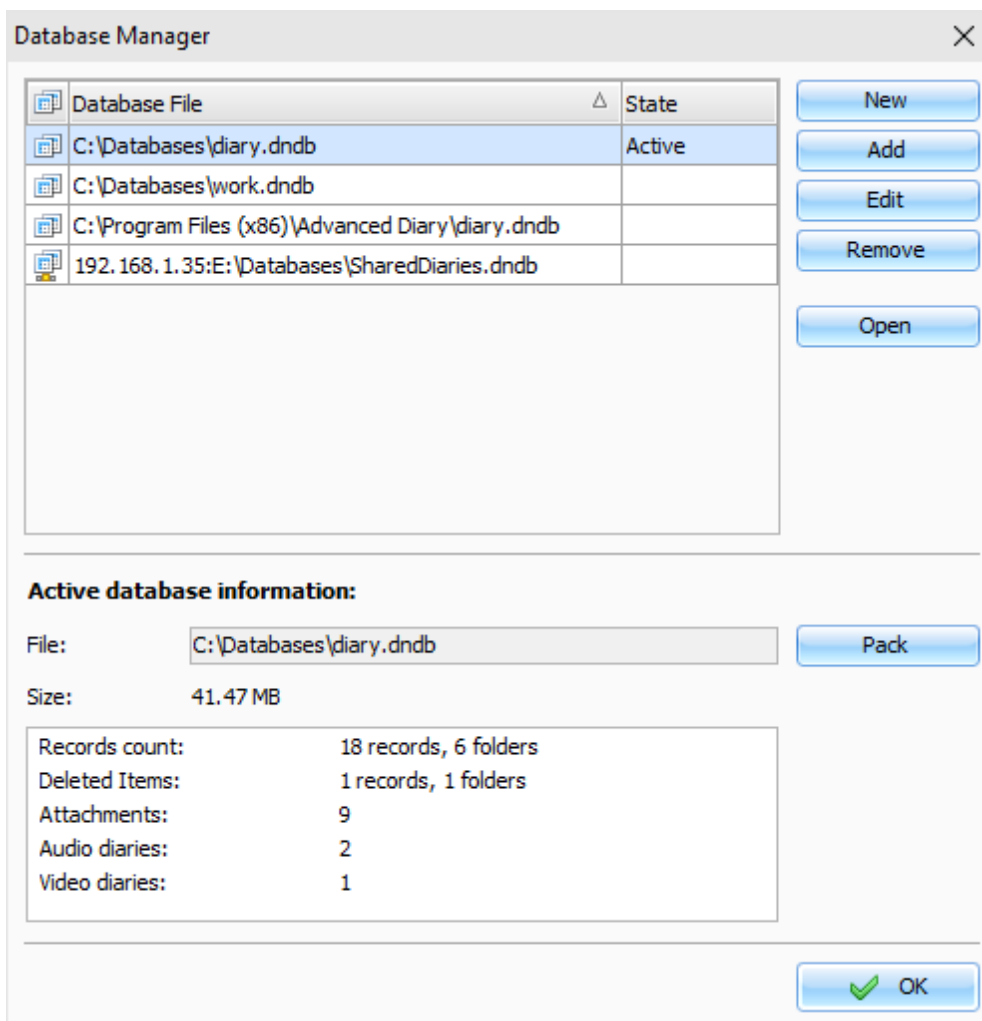 Database Manager
Database File State
C:\Databases\diary.dndb Active
C:\Databases\work.dndb
C:\Program Files (x86)\Advanced Diary\diary.dndb
192.168.1.35:E:\Databases\SharedDiaries.dndb
New
Add
Edit
Remove
Open
Active database information:
File: C:\Databases\diary.dndb Pack
Size: 41.47 MB
Records count: 18 records, 6 folders
Deleted Items: 1 records, 1 folders
Attachments: 9
Audio diaries: 2
Video diaries: 1
OK